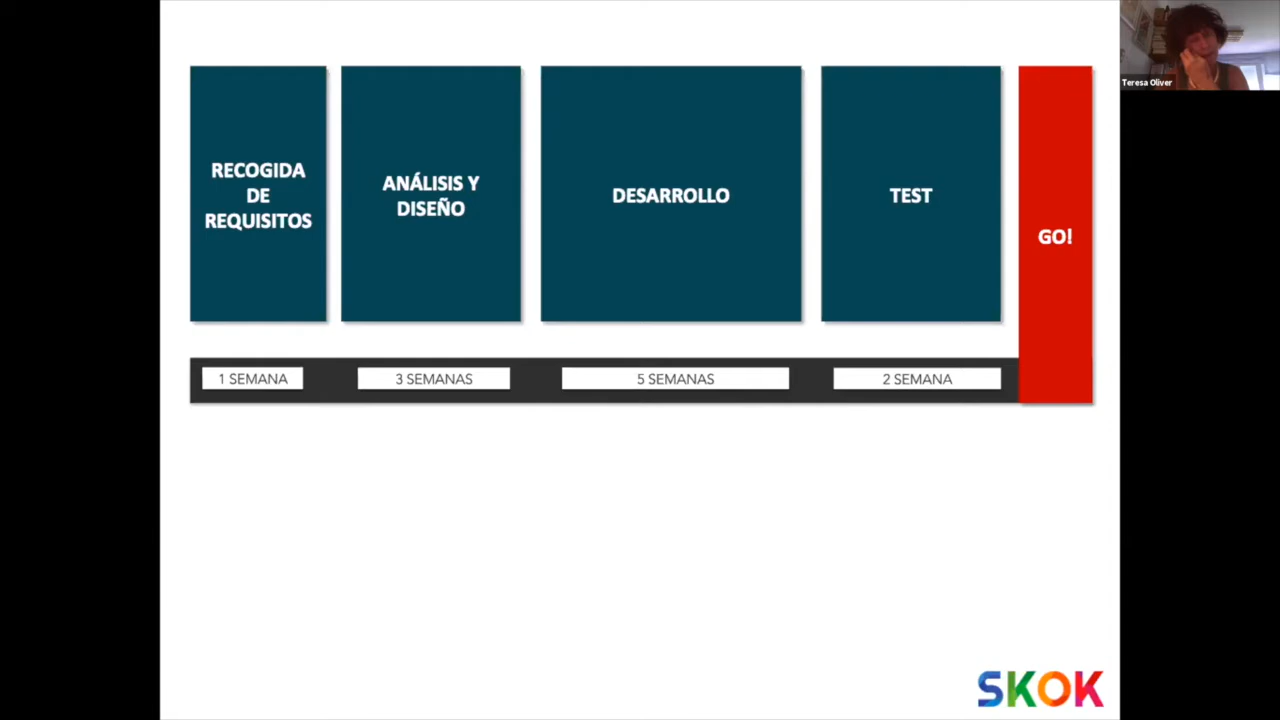 RECOGIDA
DE
REQUISITOS
ANÁLISIS Y
DISEÑO
DESARROLLO
TEST
GO!
1 SEMANA
3 SEMANAS
5 SEMANAS
2 SEMANA
Teresa Oliver
SKOK